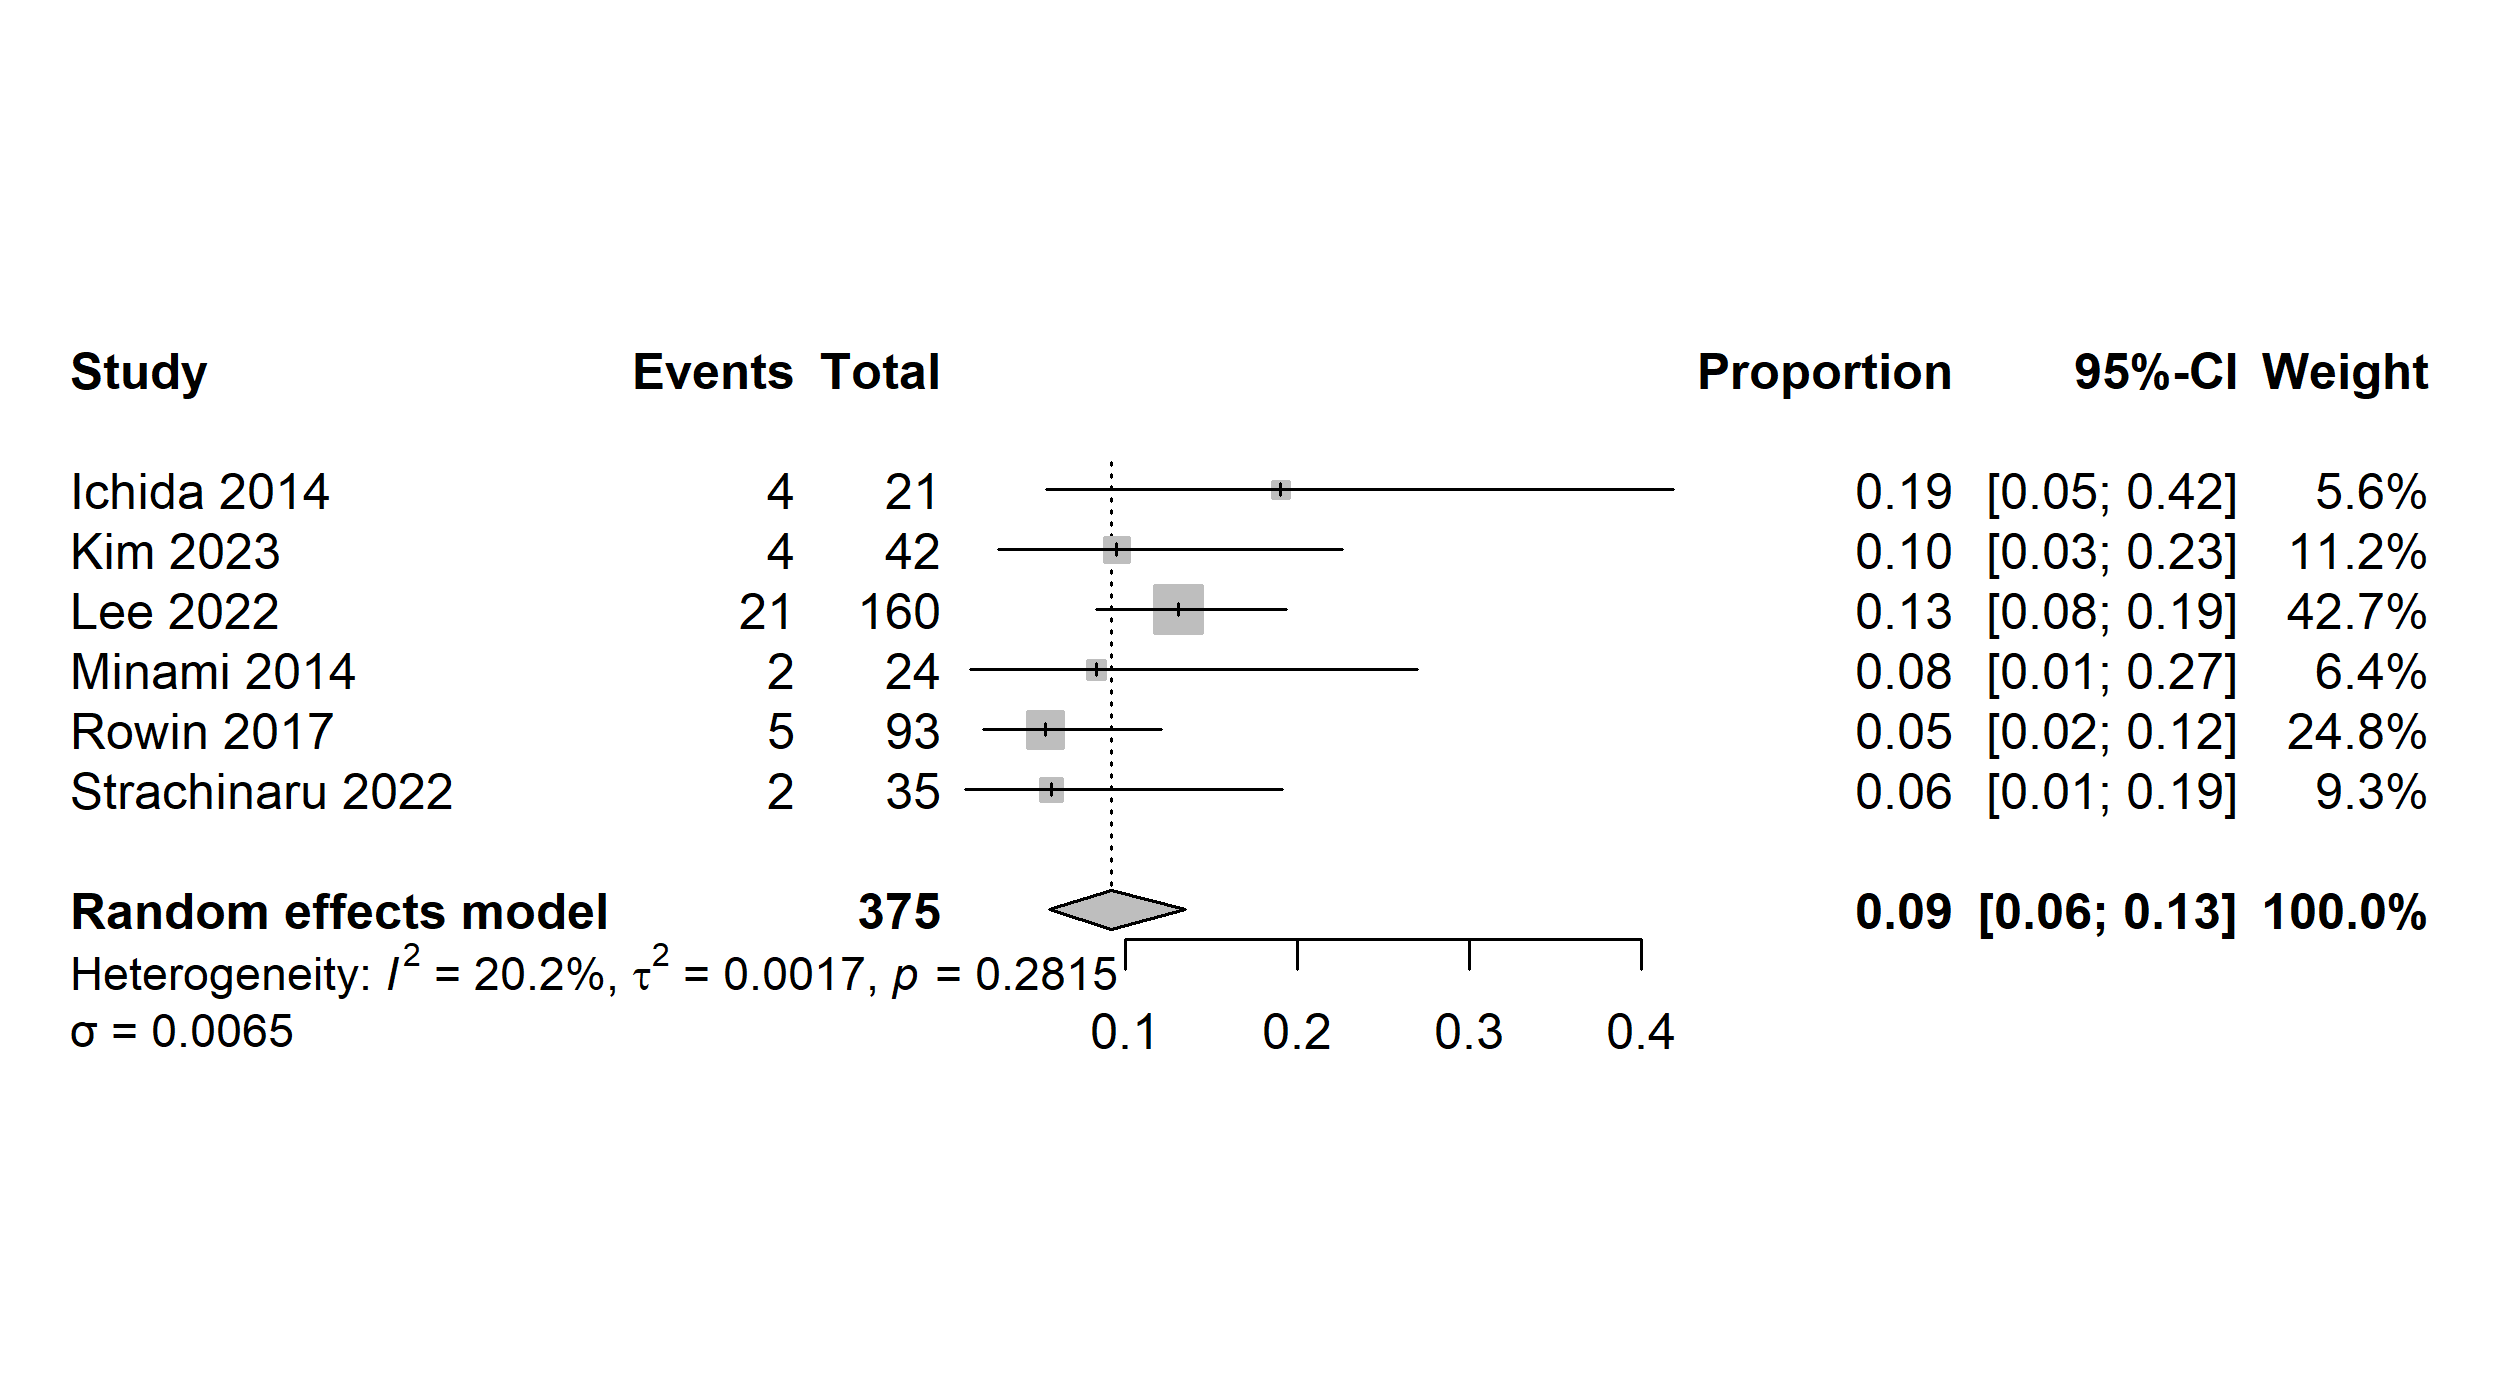 Study Events Total Proportion 95%-CI Weight
Ichida 2014 4 21 0.19 [0.05; 0.42] 5.6%
Kim 2023 4 42 0.10 [0.03; 0.23] 11.2%
Lee 2022 21 160 0.13 [0.08; 0.19] 42.7%
Minami 2014 2 24 0.08 [0.01; 0.27] 6.4%
Rowin 2017 5 93 0.05 [0.02; 0.12] 24.8%
Strachinaru 2022 2 35 0.06 [0.01; 0.19] 9.3%
Random effects model 375 0.09 [0.06; 0.13] 100.0%
Heterogeneity: I² = 20.2%, τ² = 0.0017, p = 0.2815
σ = 0.0065 0.1 0.2 0.3 0.4